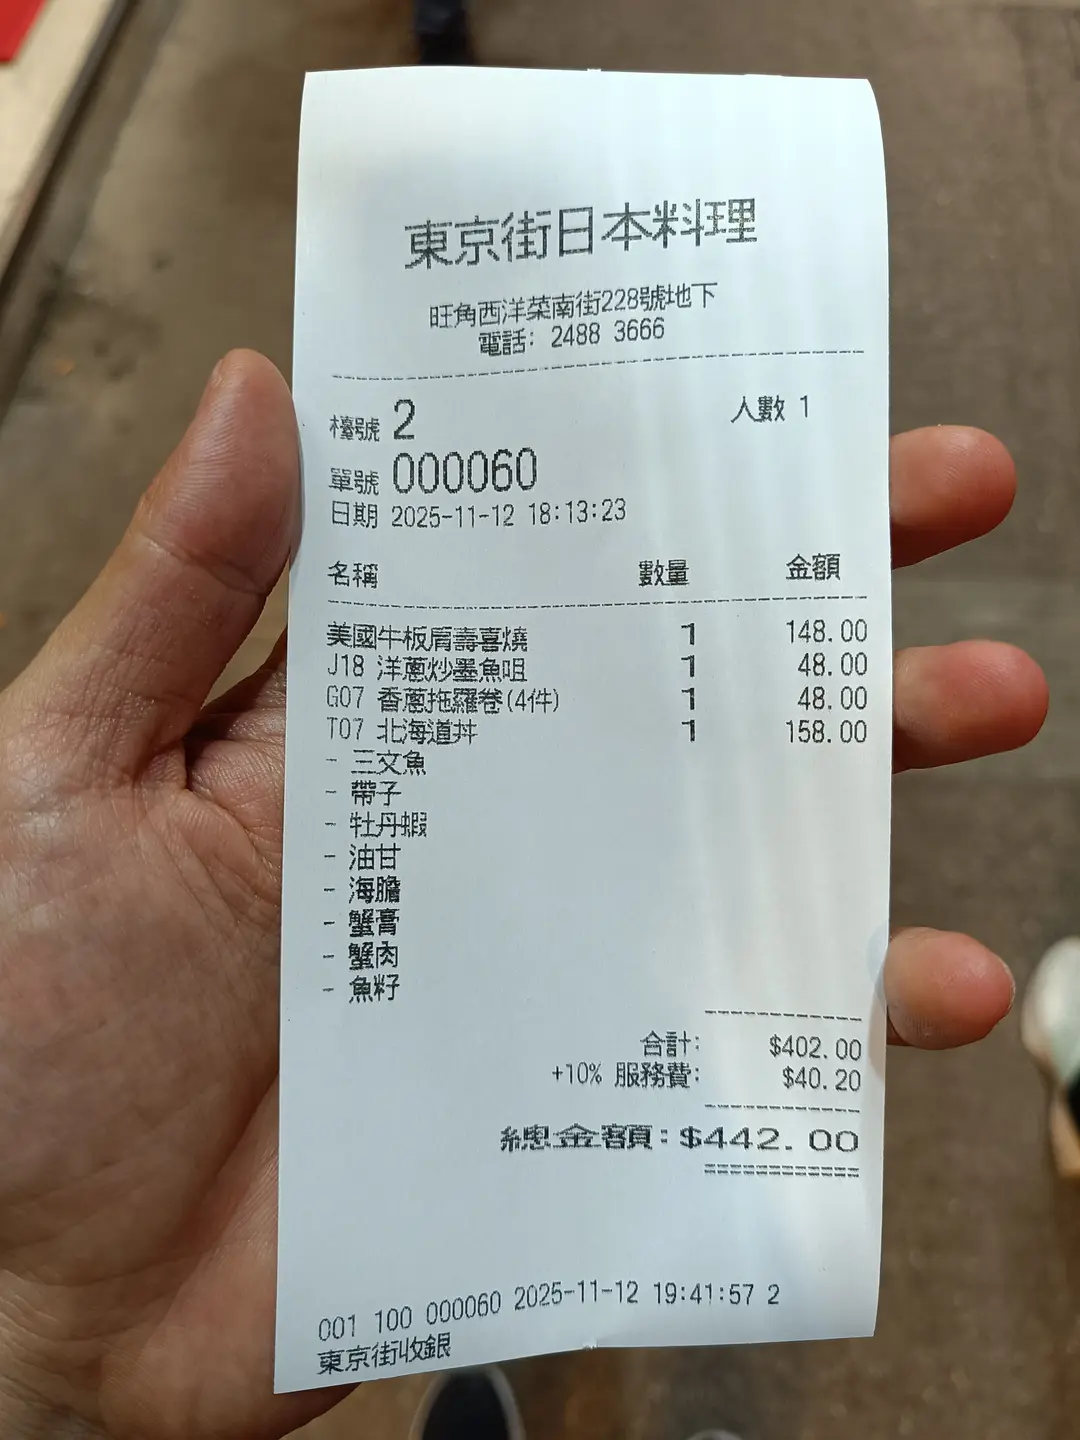 東京街日本料理
旺角西洋菜南街228號地下
電話: 2488 3666
檯號 2 人數 1
單號 000060
日期 2025-11-12 18:13:23
名稱 數量 金額
美國牛板肩壽喜燒 1 148.00
J18 洋蔥炒墨魚咀 1 48.00
G07 香蔥拖羅卷(4件) 1 48.00
T07 北海道丼 1 158.00
- 三文魚
- 帶子
- 牡丹蝦
- 油甘
- 海膽
- 蟹膏
- 蟹肉
- 魚籽
合計: $402.00
+10% 服務費: $40.20
總金額: $442.00
001 100 000060 2025-11-12 19:41:57 2
東京街收銀